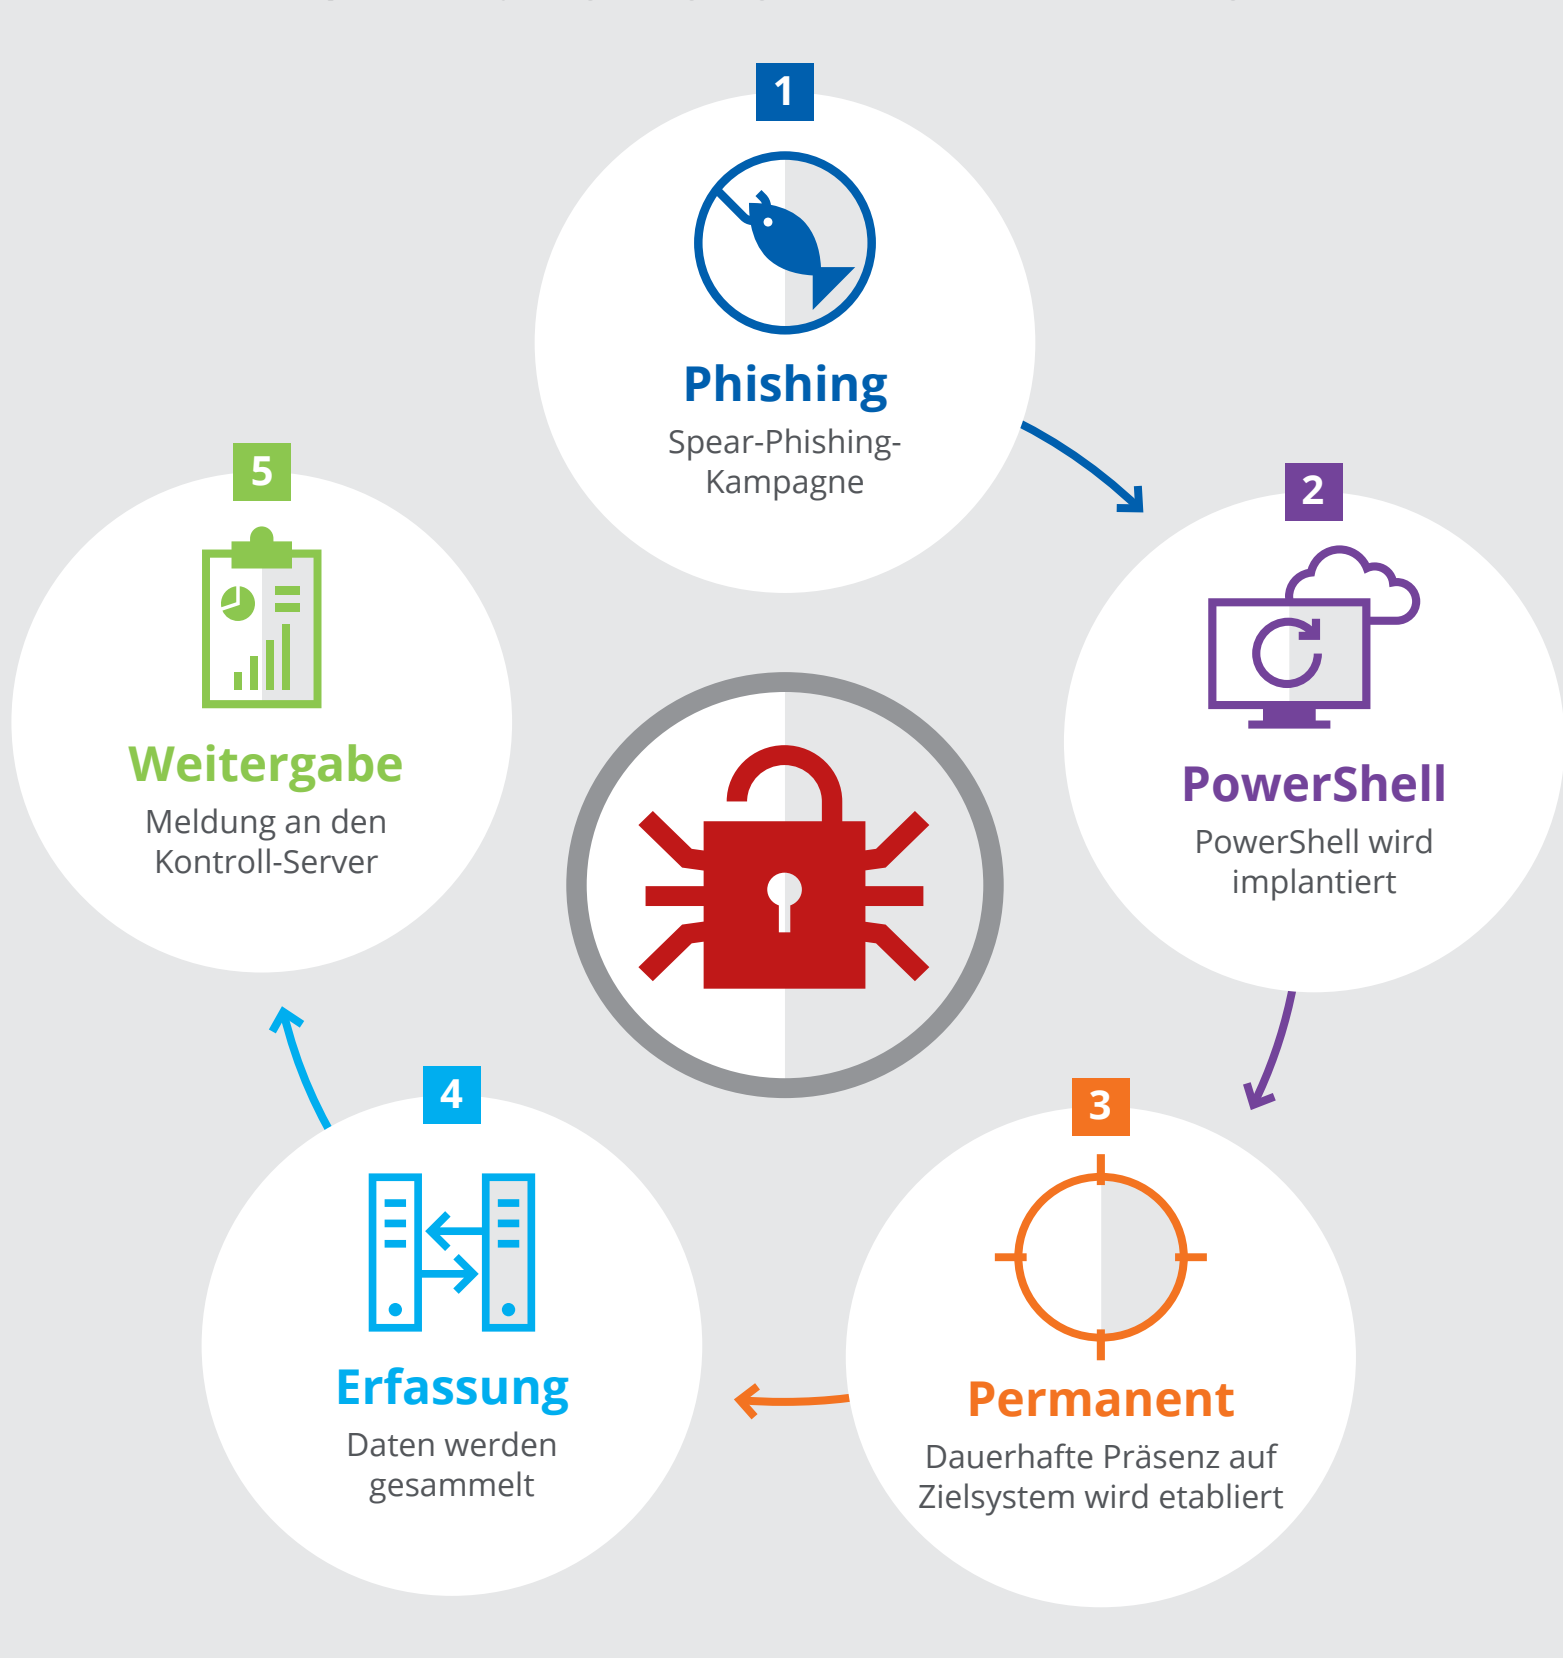 1
Phishing
Spear-Phishing-
Kampagne
2
PowerShell
PowerShell wird
implantiert
3
Permanent
Dauerhafte Präsenz auf
Zielsystem wird etabliert
4
Erfassung
Daten werden
gesammelt
5
Weitergabe
Meldung an den
Kontroll-Server